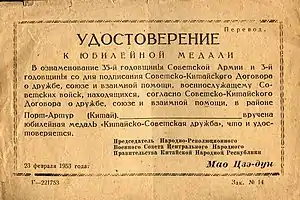 Перевод.
УДОСТОВЕРЕНИЕ
К ЮБИЛЕЙНОЙ МЕДАЛИ
В ознаменование 35-й годовщины Советской Армии и 3-й
годовщины со дня подписания Советско-Китайского Договора
о дружбе, союзе и взаимной помощи, военнослужащему Со-
ветских войск, находящихся, согласно Советско-Китайского
Договора о дружбе, союзе и взаимной помощи, в районе
Порт-Артур (Китай), вручена
юбилейная медаль «Китайско-Советская дружба», что и удо-
стоверяется.
Председатель Народно-Революционного
Военного Совета Центрального Народного
Правительства Китайской Народной Республики
23 февраля 1953 года: Мао Цзэ-дун
Г—221753 Зак. № 14